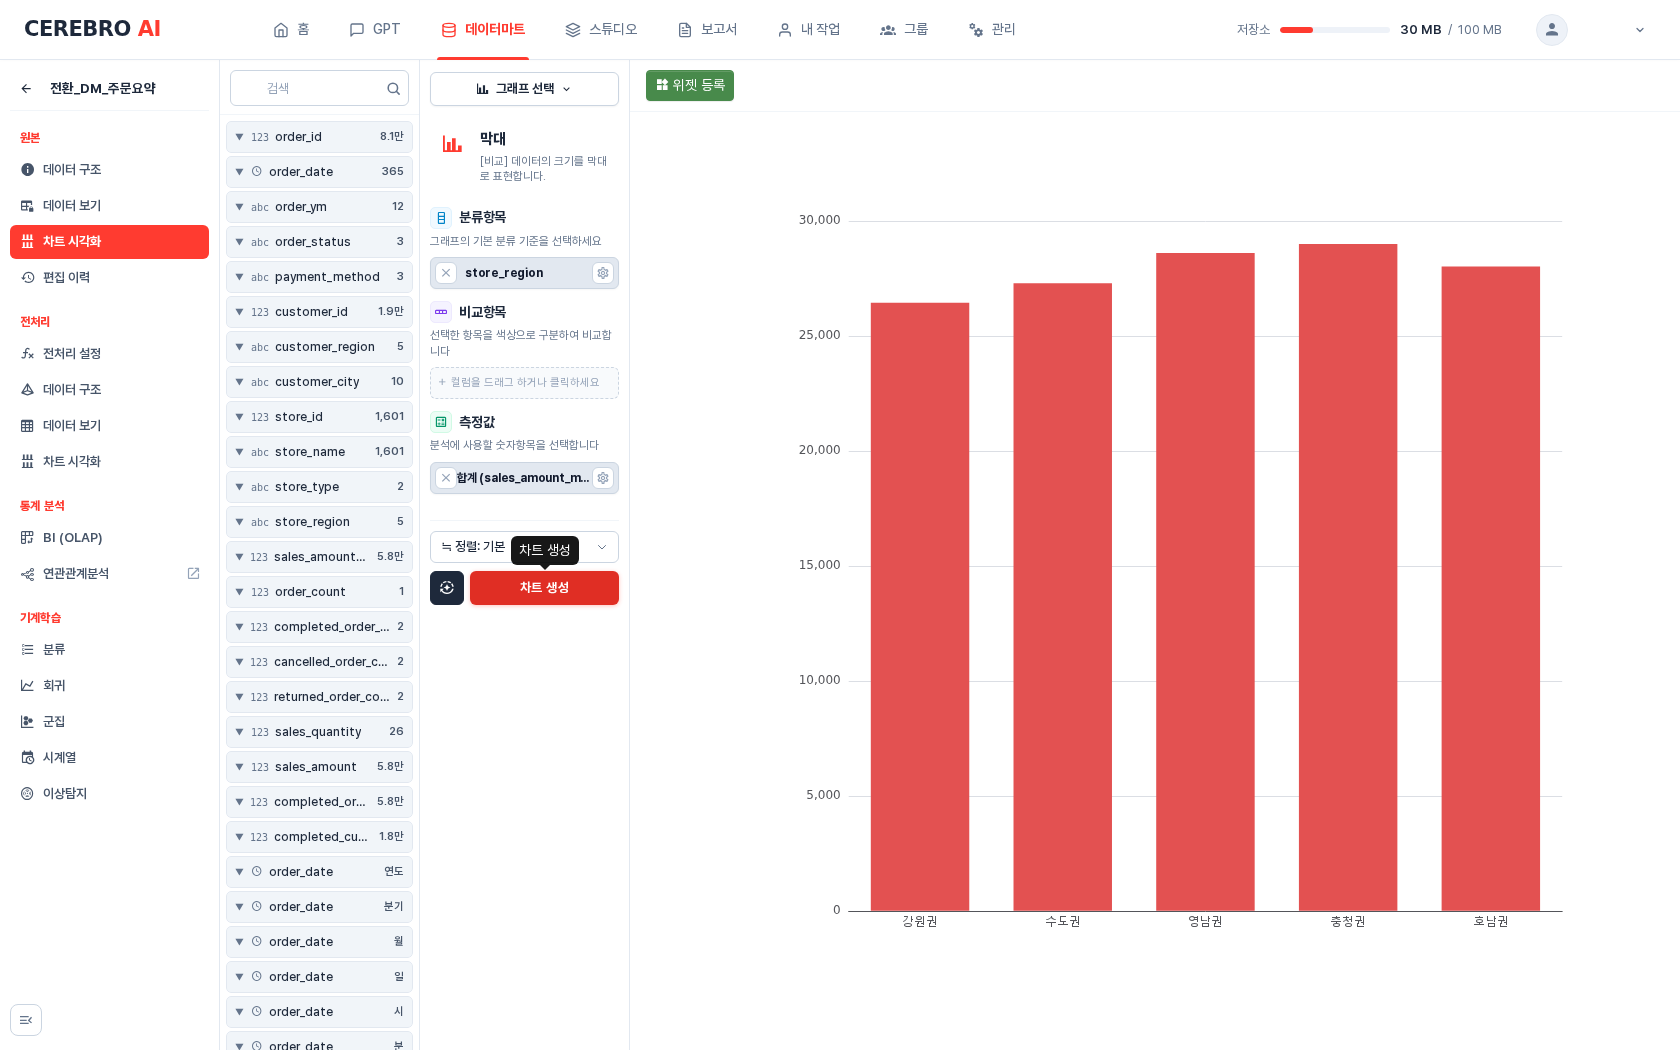 CEREBRO AI
홈
GPT
데이터마트
스튜디오
보고서
내 작업
그룹
관리
저장소
30 MB / 100 MB
전환_DM_주문요약
원본
데이터 구조
데이터 보기
차트 시각화
편집 이력
전처리
전처리 설정
데이터 구조
데이터 보기
차트 시각화
통계 분석
BI (OLAP)
연관관계분석
기계학습
분류
회귀
군집
시계열
이상탐지
검색
123 order_id 8.1만
order_date 365
abc order_ym 12
abc order_status 3
abc payment_method 3
123 customer_id 1.9만
abc customer_region 5
abc customer_city 10
123 store_id 1,601
abc store_name 1,601
abc store_type 2
abc store_region 5
123 sales_amount... 5.8만
123 order_count 1
123 completed_order_... 2
123 cancelled_order_c... 2
123 returned_order_co... 2
123 sales_quantity 26
123 sales_amount 5.8만
123 completed_or... 5.8만
123 completed_cu... 1.8만
order_date 연도
order_date 분기
order_date 월
order_date 일
order_date 시
order_date 분
그래프 선택
막대
[비교] 데이터의 크기를 막대
로 표현합니다.
분류항목
그래프의 기본 분류 기준을 선택하세요
store_region
비교항목
선택한 항목을 색상으로 구분하여 비교합
니다
+ 컬럼을 드래그 하거나 클릭하세요
측정값
분석에 사용할 숫자항목을 선택합니다
합계 (sales_amount_m...
≒ 정렬: 기본
차트 생성
차트 생성
위젯 등록
30,000
25,000
20,000
15,000
10,000
5,000
0
강원권
수도권
영남권
충청권
호남권